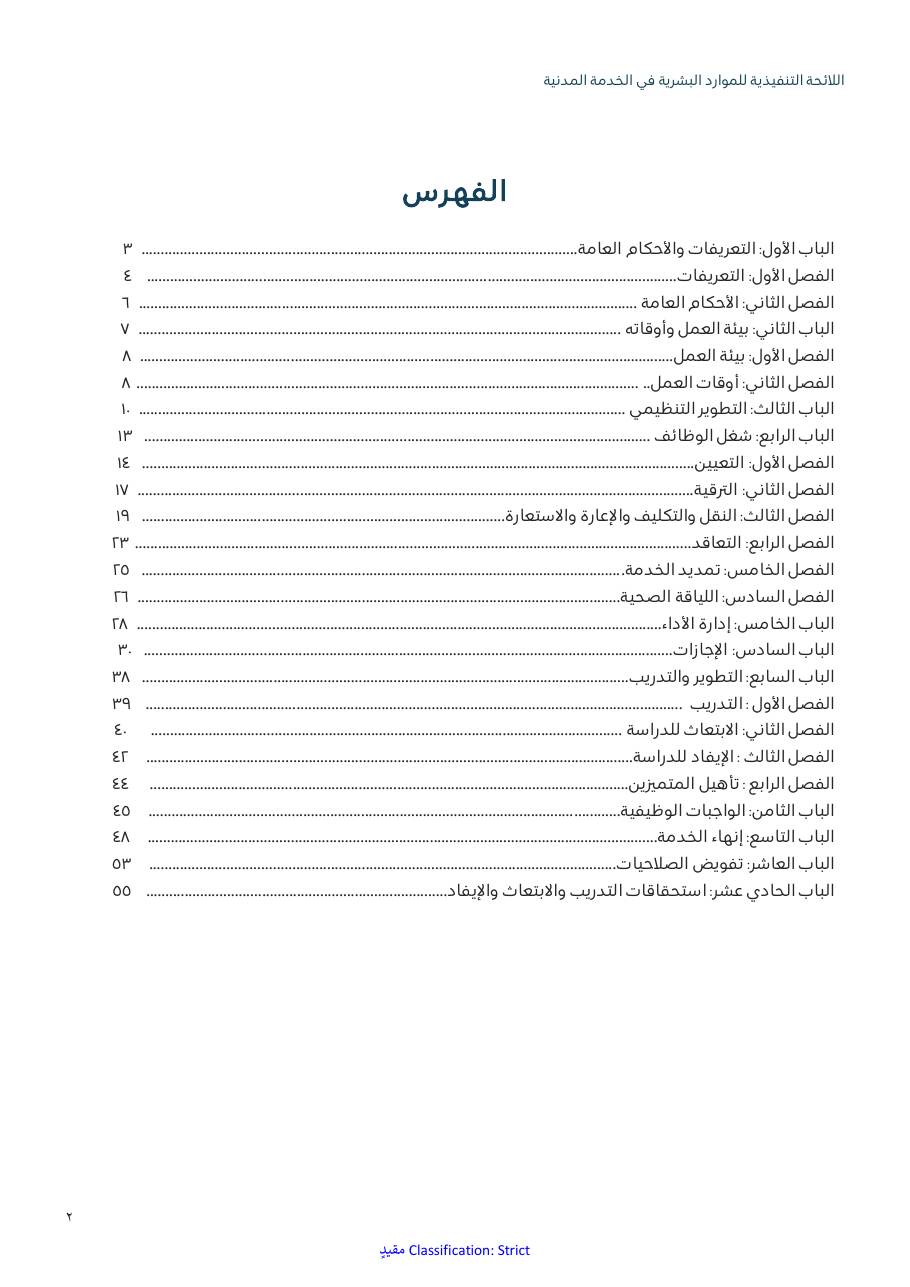 اللائحة التنفيذية للموارد البشرية في الخدمة المدنية
الفهرس
الباب الأول: التعريفات والأحكام العامة................................................ ٣
الفصل الأول: التعريفات................................................ ٤
الفصل الثاني: الأحكام العامة ................................................ ٦
الباب الثاني: بيئة العمل وأوقاته ................................................ ٧
الفصل الأول: بيئة العمل................................................ ٨
الفصل الثاني: أوقات العمل.. ................................................ ٨
الباب الثالث: التطوير التنظيمي ................................................ ١٠
الباب الرابع: شغل الوظائف ................................................ ١٣
الفصل الأول: التعيين................................................ ١٤
الفصل الثاني: الترقية................................................ ١٧
الفصل الثالث: النقل والتكليف والإعارة والاستعارة................................................ ١٩
الفصل الرابع: التعاقد................................................ ٢٣
الفصل الخامس: تمديد الخدمة................................................ ٢٥
الفصل السادس: اللياقة الصحية................................................ ٢٦
الباب الخامس: إدارة الأداء................................................ ٢٨
الباب السادس: الإجازات................................................ ٣٠
الباب السابع: التطوير والتدريب................................................ ٣٨
الفصل الأول : التدريب ................................................ ٣٩
الفصل الثاني: الابتعاث للدراسة ................................................ ٤٠
الفصل الثالث : الإيفاد للدراسة................................................ ٤٢
الفصل الرابع : تأهيل المتميزين................................................ ٤٤
الباب الثامن: الواجبات الوظيفية................................................ ٤٥
الباب التاسع: إنهاء الخدمة................................................ ٤٨
الباب العاشر: تفويض الصلاحيات................................................ ٥٣
الباب الحادي عشر: استحقاقات التدريب والابتعاث والإيفاد................................................ ٥٥
٢
مقيدٍ Classification: Strict